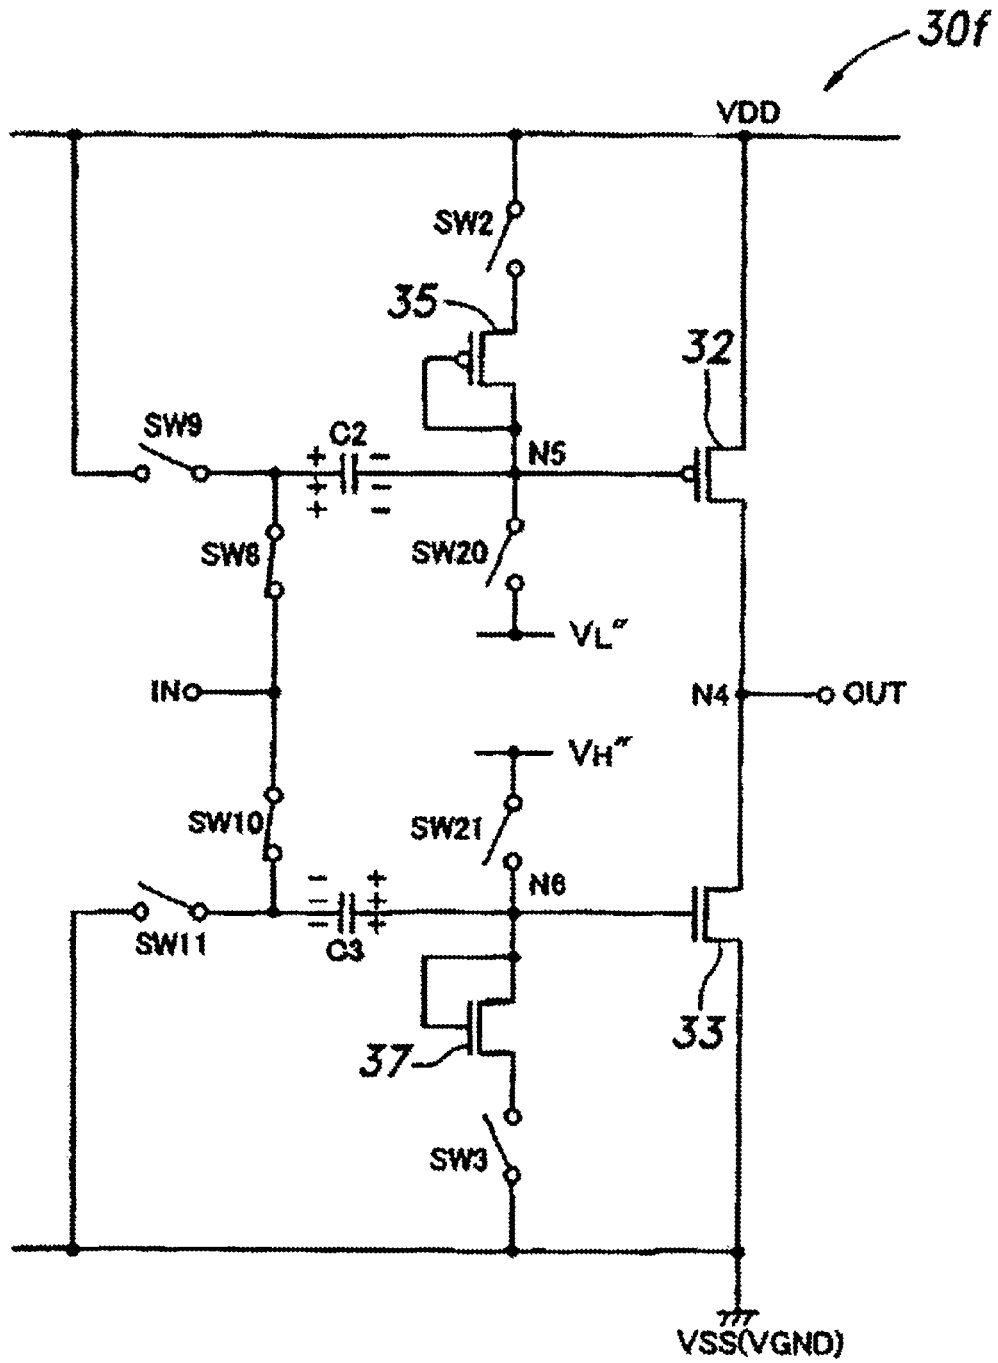 30f
VDD
SW2
35
32
SW9
C2
N5
+ −
+ −
+ −
SW8
SW20
VL″
IN
N4
OUT
VH″
SW10
SW21
N6
− +
− +
− +
SW11
C3
37
33
SW3
VSS(VGND)